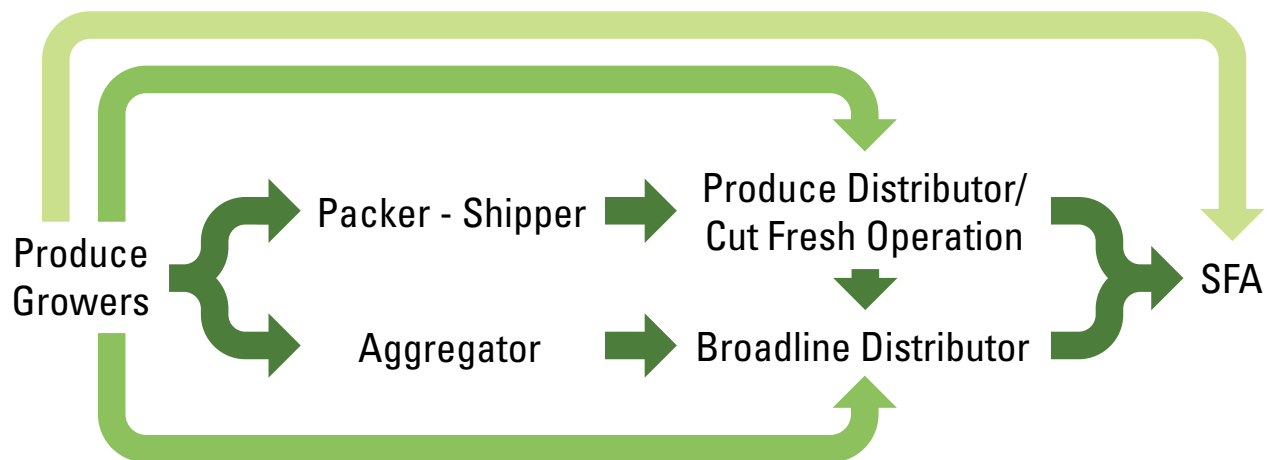 Produce
Growers
Packer - Shipper
Aggregator
Produce Distributor/
Cut Fresh Operation
Broadline Distributor
SFA